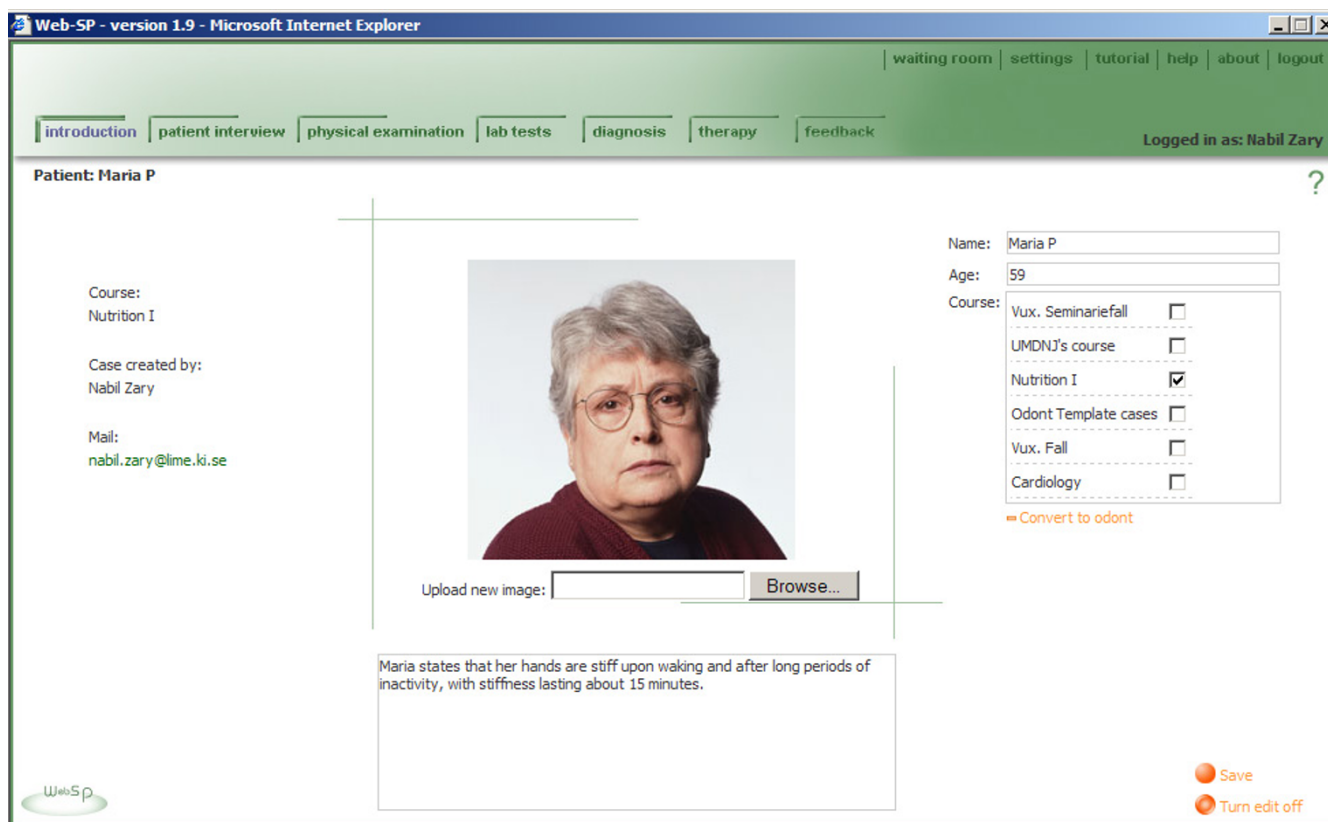 Web-SP - version 1.9 - Microsoft Internet Explorer
waiting room settings tutorial help about logout
introduction patient interview physical examination lab tests diagnosis therapy feedback
Logged in as: Nabil Zary
Patient: Maria P
?
Course:
Nutrition I
Case created by:
Nabil Zary
Mail:
nabil.zary@lime.ki.se
Upload new image: Browse...
Maria states that her hands are stiff upon waking and after long periods of
inactivity, with stiffness lasting about 15 minutes.
Name: Maria P
Age: 59
Course:
Vux. Seminariefall
UMDNJ's course
Nutrition I
Odont Template cases
Vux. Fall
Cardiology
Convert to odont
Save
Turn edit off
WebSp